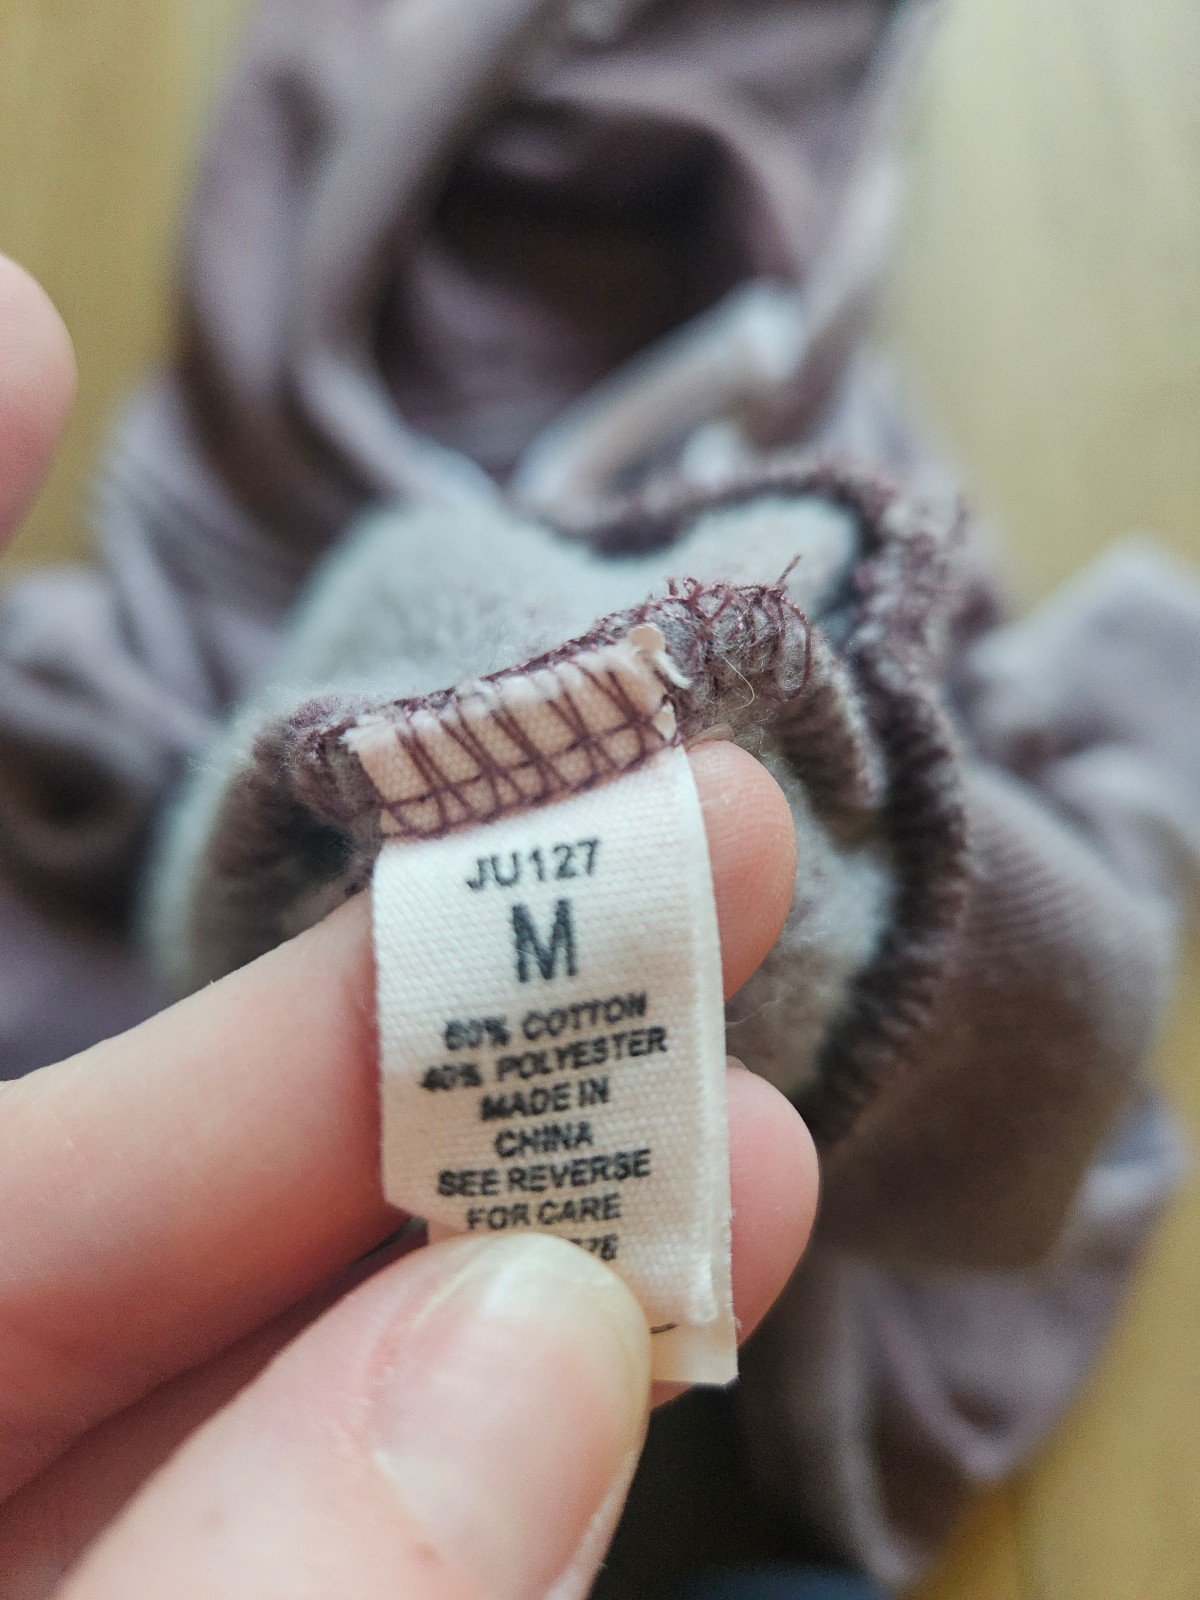 JU127
M
60% COTTON
40% POLYESTER
MADE IN
CHINA
SEE REVERSE
FOR CARE